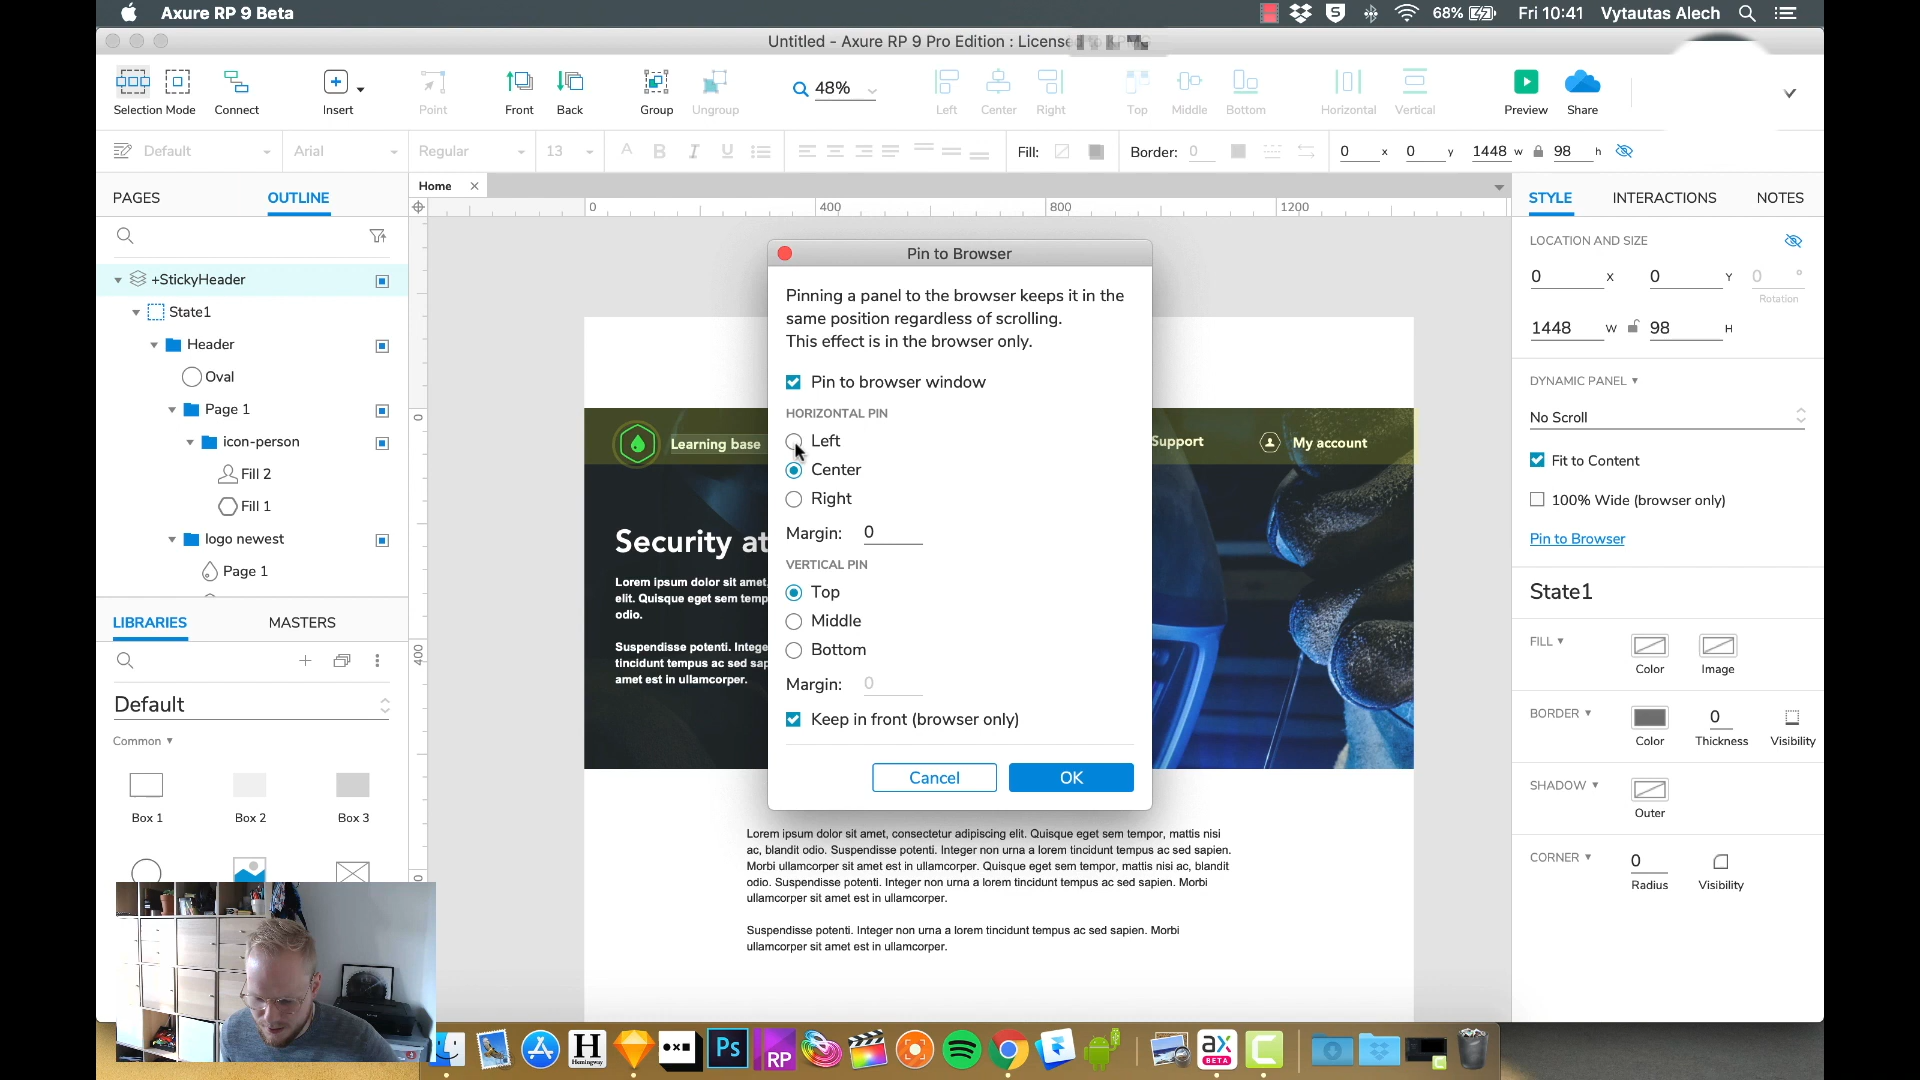 Axure RP 9 Beta
68%
Fri 10:41
Vytautas Alech
Untitled - Axure RP 9 Pro Edition : License
Selection Mode
Connect
Insert
Point
Front
Back
Group
Ungroup
48%
Left
Center
Right
Top
Middle
Bottom
Horizontal
Vertical
Preview
Share
Default
Arial
Regular
13
Fill:
Border: 0
0 x
0 y
1448 w
98 h
PAGES
OUTLINE
Home
0
400
800
1200
STYLE
INTERACTIONS
NOTES
+StickyHeader
State1
Header
Oval
Page 1
icon-person
Fill 2
Fill 1
logo newest
Page 1
LIBRARIES
MASTERS
Default
Common
Box 1
Box 2
Box 3
0
400
Learning base
Support
My account
Security at
Lorem ipsum dolor sit amet,
elit. Quisque eget sem temp
odio.
Suspendisse potenti. Intege
tincidunt tempus ac sed sap
amet est in ullamcorper.
Pin to Browser
Pinning a panel to the browser keeps it in the
same position regardless of scrolling.
This effect is in the browser only.
Pin to browser window
HORIZONTAL PIN
Left
Center
Right
Margin: 0
VERTICAL PIN
Top
Middle
Bottom
Margin: 0
Keep in front (browser only)
Cancel
OK
Lorem ipsum dolor sit amet, consectetur adipiscing elit. Quisque eget sem tempor, mattis nisi
ac, blandit odio. Suspendisse potenti. Integer non urna a lorem tincidunt tempus ac sed sapien.
Morbi ullamcorper sit amet est in ullamcorper. Quisque eget sem tempor, mattis nisi ac, blandit
odio. Suspendisse potenti. Integer non urna a lorem tincidunt tempus ac sed sapien. Morbi
ullamcorper sit amet est in ullamcorper.
Suspendisse potenti. Integer non urna a lorem tincidunt tempus ac sed sapien. Morbi
ullamcorper sit amet est in ullamcorper.
LOCATION AND SIZE
0 X
0 Y
0 °
Rotation
1448 W
98 H
DYNAMIC PANEL
No Scroll
Fit to Content
100% Wide (browser only)
Pin to Browser
State1
FILL
Color
Image
BORDER
0
Color
Thickness
Visibility
SHADOW
Outer
CORNER
0
Radius
Visibility
H
Hemingway
Ps
RP
aX
BETA